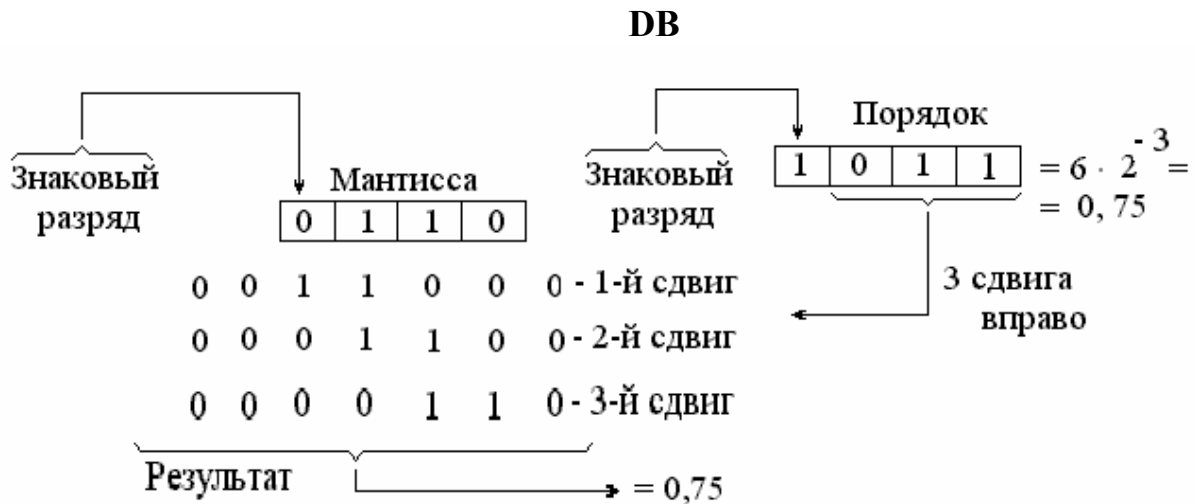 DB
Порядок
1 0 1 1 = 6 · 2 - 3 =
= 0,75
Знаковый
разряд
Мантисса
0 1 1 0
Знаковый
разряд
0 0 1 1 0 0 0 - 1-й сдвиг
0 0 0 1 1 0 0 - 2-й сдвиг
0 0 0 0 1 1 0 - 3-й сдвиг
3 сдвига
вправо
Результат
= 0,75